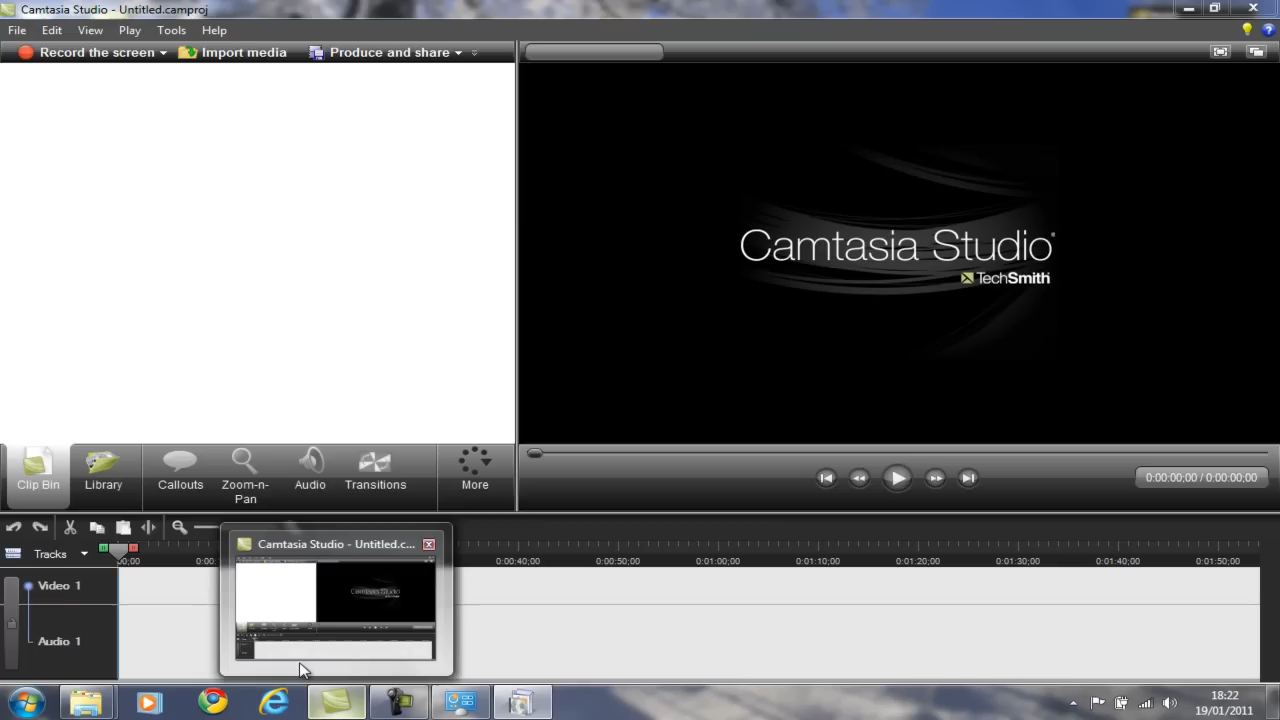 Camtasia Studio - Untitled.camproj
File Edit View Play Tools Help
Record the screen Import media Produce and share
Camtasia Studio®
TechSmith
Clip Bin Library Callouts Zoom-n-Pan Audio Transitions More
0:00:00;00 / 0:00:00;00
Camtasia Studio - Untitled.c...
Tracks 0:00:40;00 0:00:50;00 0:01:00;00 0:01:10;00 0:01:20;00 0:01:30;00 0:01:40;00 0:01:50;00
Video 1
Audio 1
18:22
19/01/2011